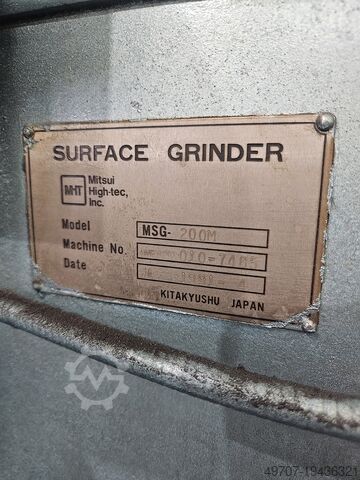 SURFACE GRINDER
MHT
Mitsui
High-tec,
Inc.
Model MSG-200M
Machine No.
Date
KITAKYUSHU JAPAN
49707-19436321